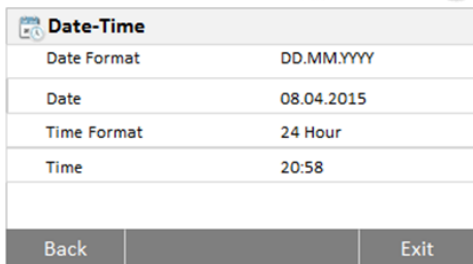 Date-Time
Date Format DD.MM.YYYY
Date 08.04.2015
Time Format 24 Hour
Time 20:58
Back Exit